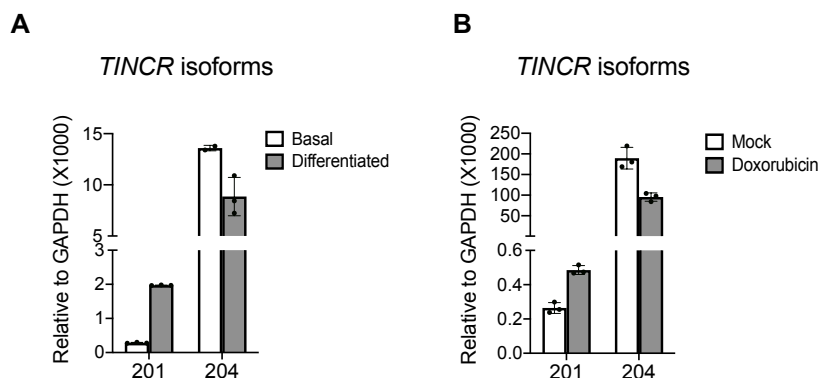 A
TINCR isoforms
Relative to GAPDH (X1000)
15
10
5
3
2
1
0
201
204
Basal
Differentiated
B
TINCR isoforms
Relative to GAPDH (X1000)
250
200
150
100
50
0.6
0.4
0.2
0.0
201
204
Mock
Doxorubicin